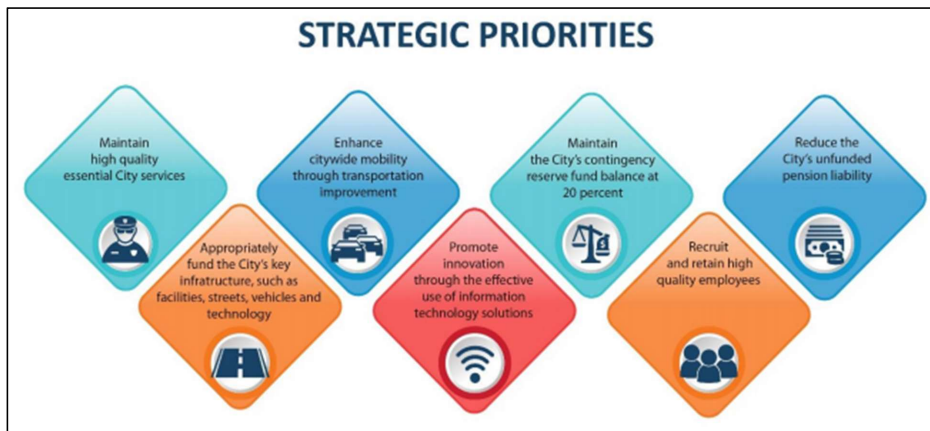 STRATEGIC PRIORITIES
Maintain
high quality
essential City services
Appropriately
fund the City's key
infratructure, such as
facilities, streets, vehicles and
technology
Enhance
citywide mobility
through transportation
improvement
Promote
innovation
through the effective
use of information
technology solutions
Maintain
the City's contingency
reserve fund balance at
20 percent
Recruit
and retain high
quality employees
Reduce the
City's unfunded
pension liability